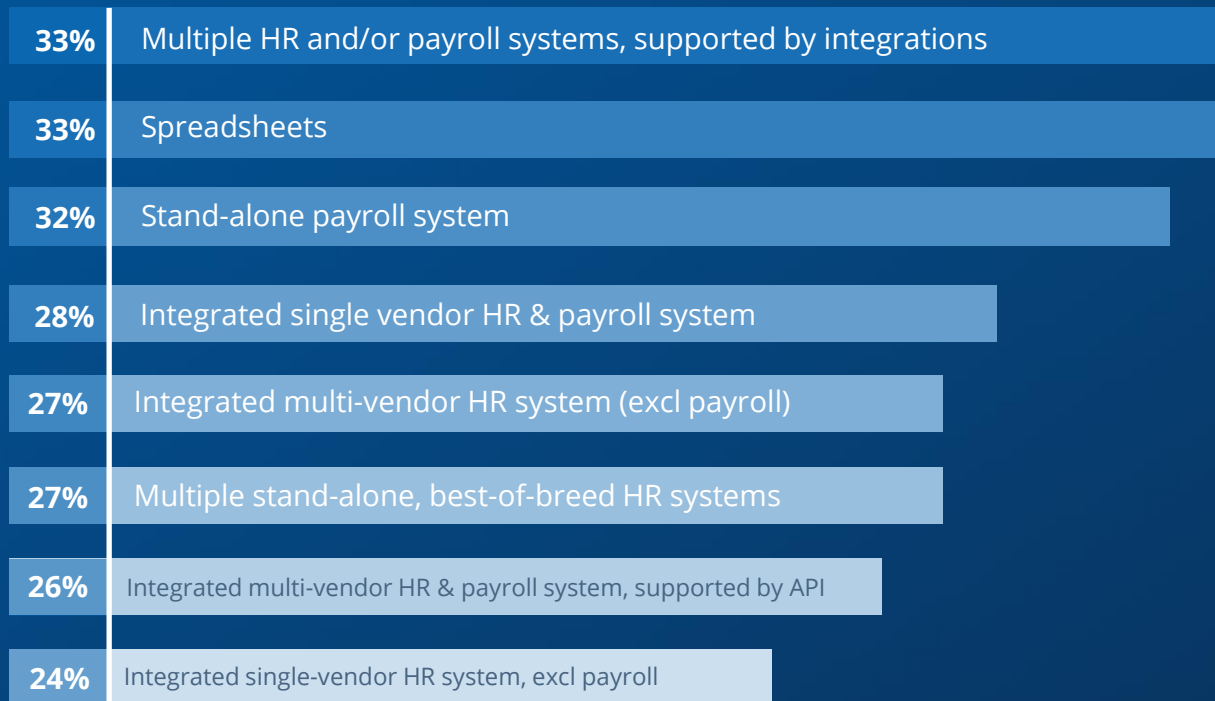 33% Multiple HR and/or payroll systems, supported by integrations
33% Spreadsheets
32% Stand-alone payroll system
28% Integrated single vendor HR & payroll system
27% Integrated multi-vendor HR system (excl payroll)
27% Multiple stand-alone, best-of-breed HR systems
26% Integrated multi-vendor HR & payroll system, supported by API
24% Integrated single-vendor HR system, excl payroll